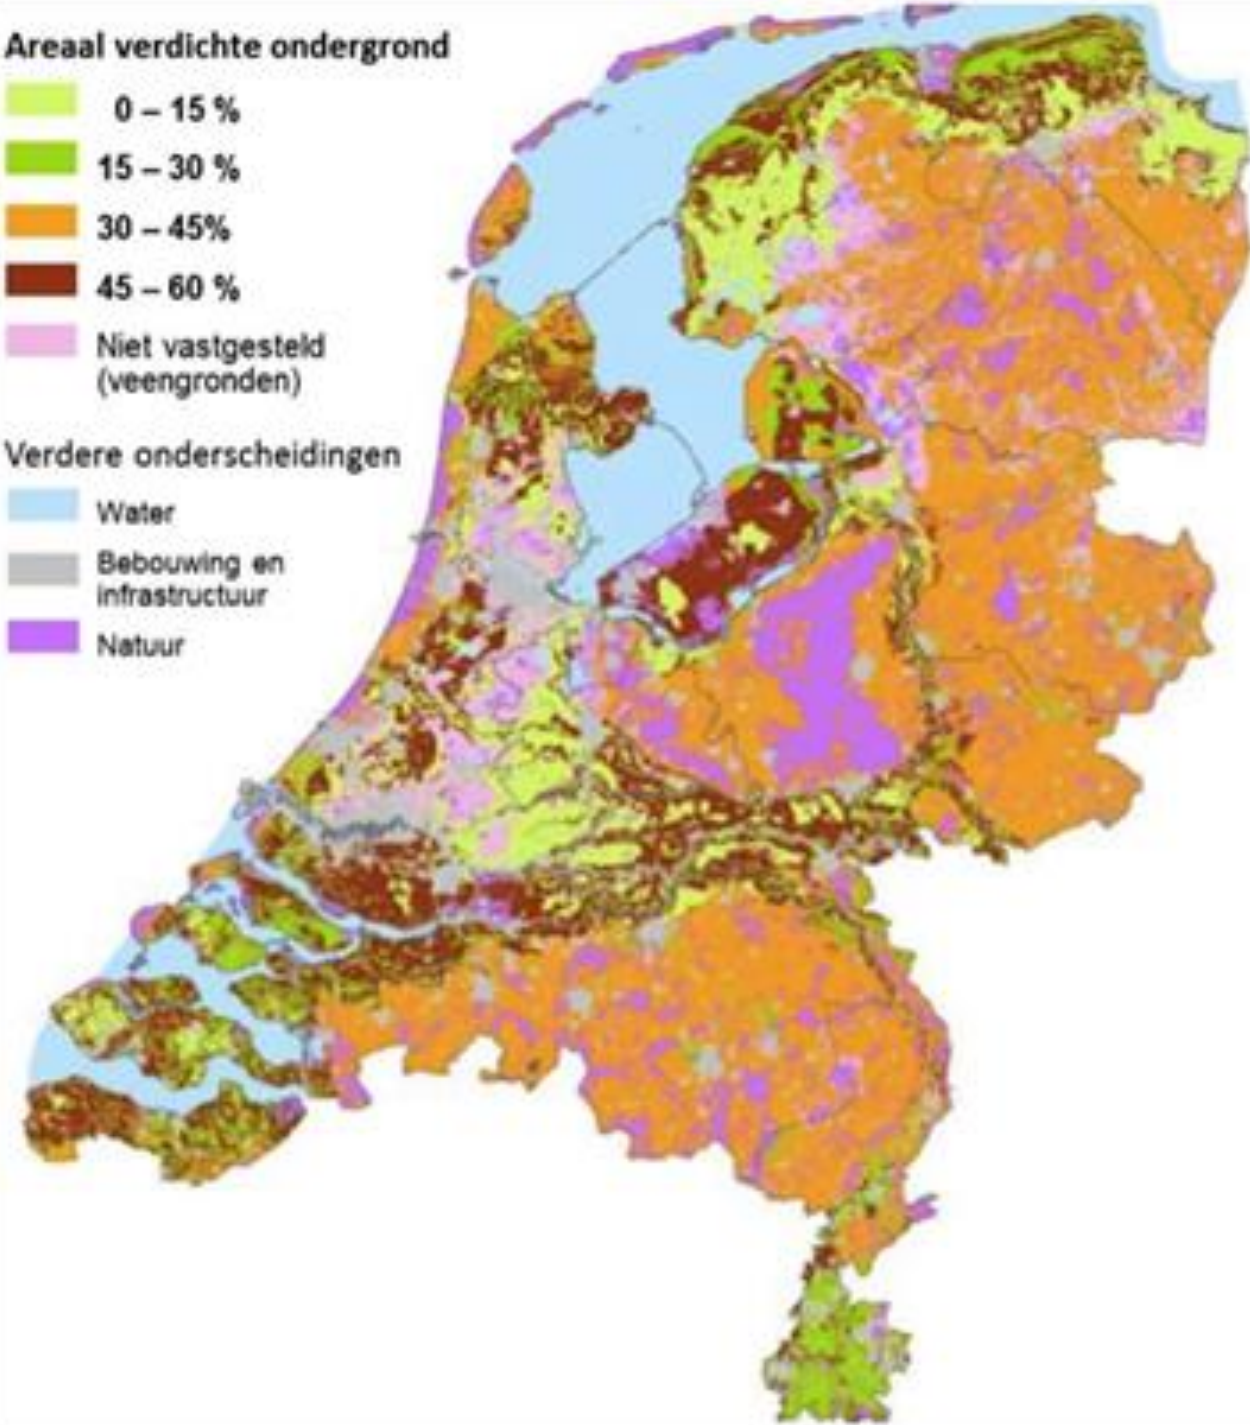 Areaal verdichte ondergrond
0 – 15 %
15 – 30 %
30 – 45%
45 – 60 %
Niet vastgesteld
(veengronden)
Verdere onderscheidingen
Water
Bebouwing en
infrastructuur
Natuur